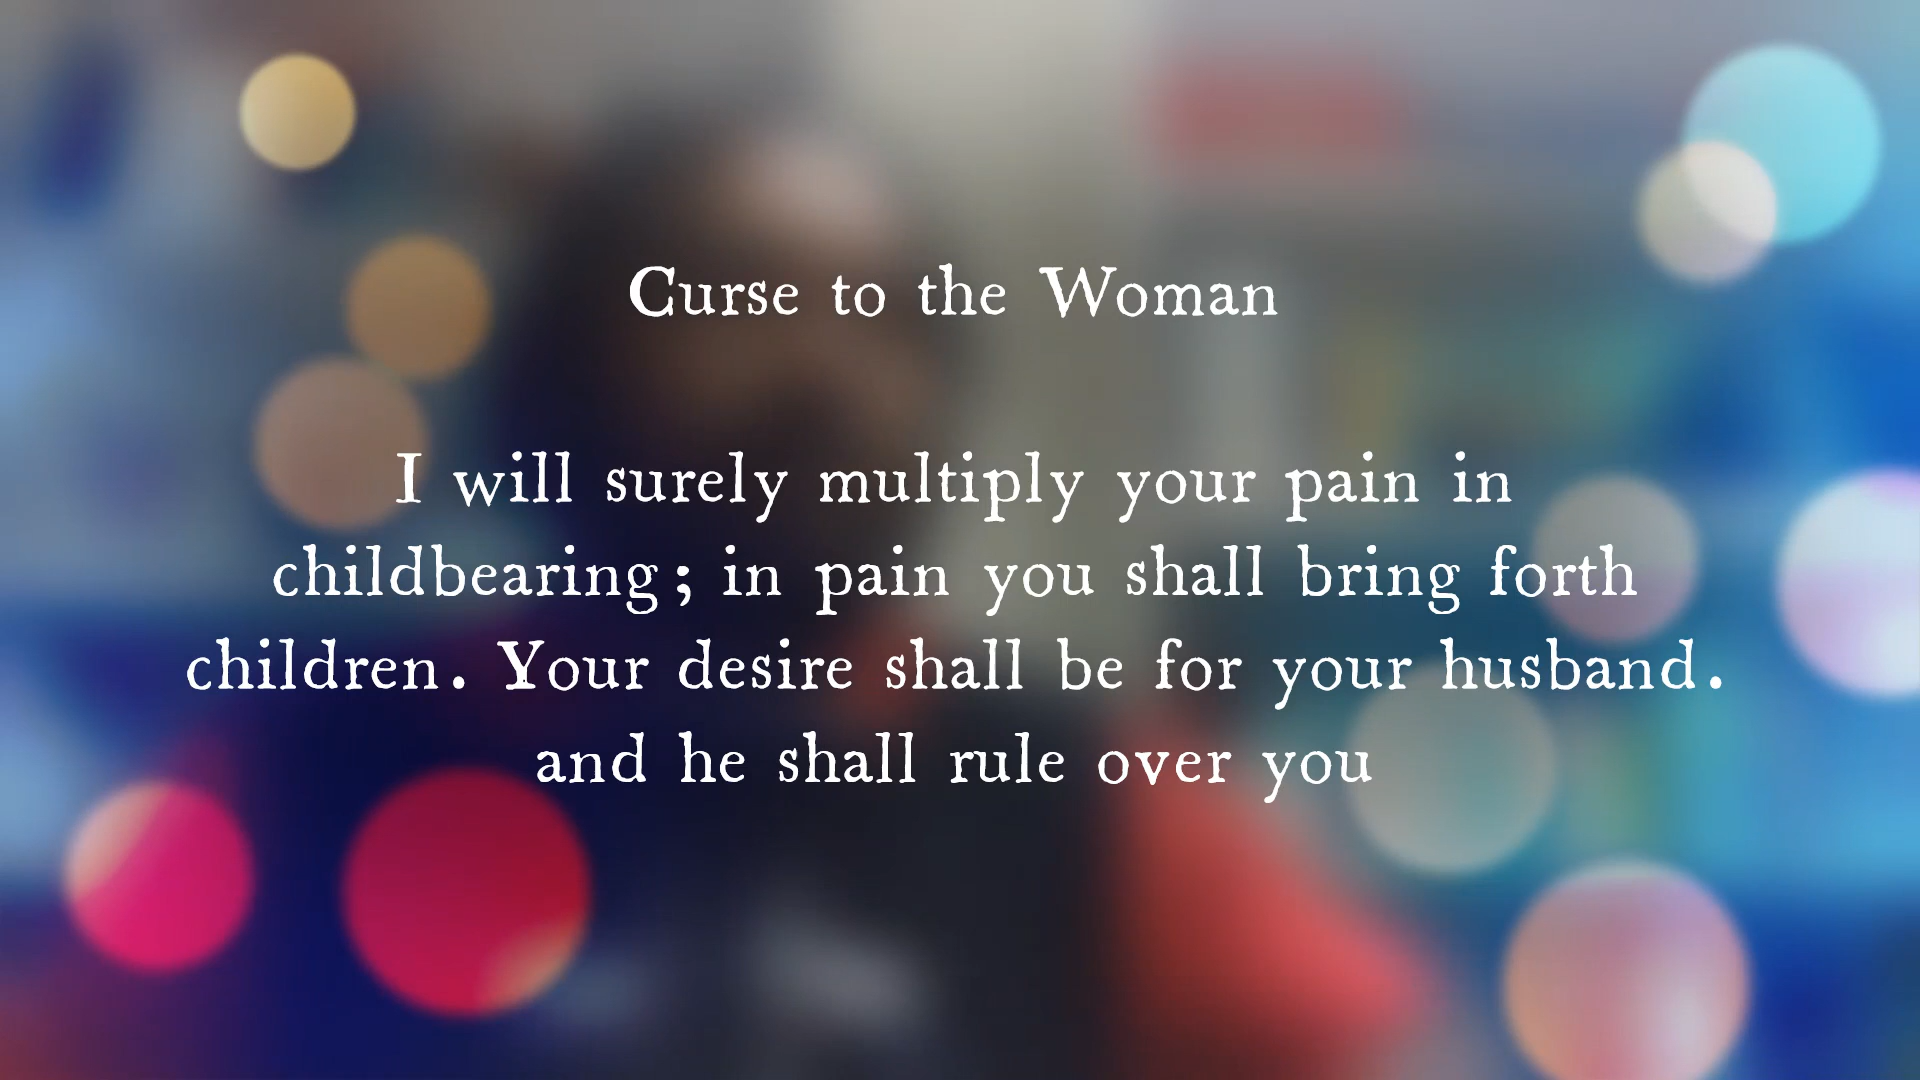 Curse to the Woman
I will surely multiply your pain in
childbearing; in pain you shall bring forth
children. Your desire shall be for your husband.
and he shall rule over you